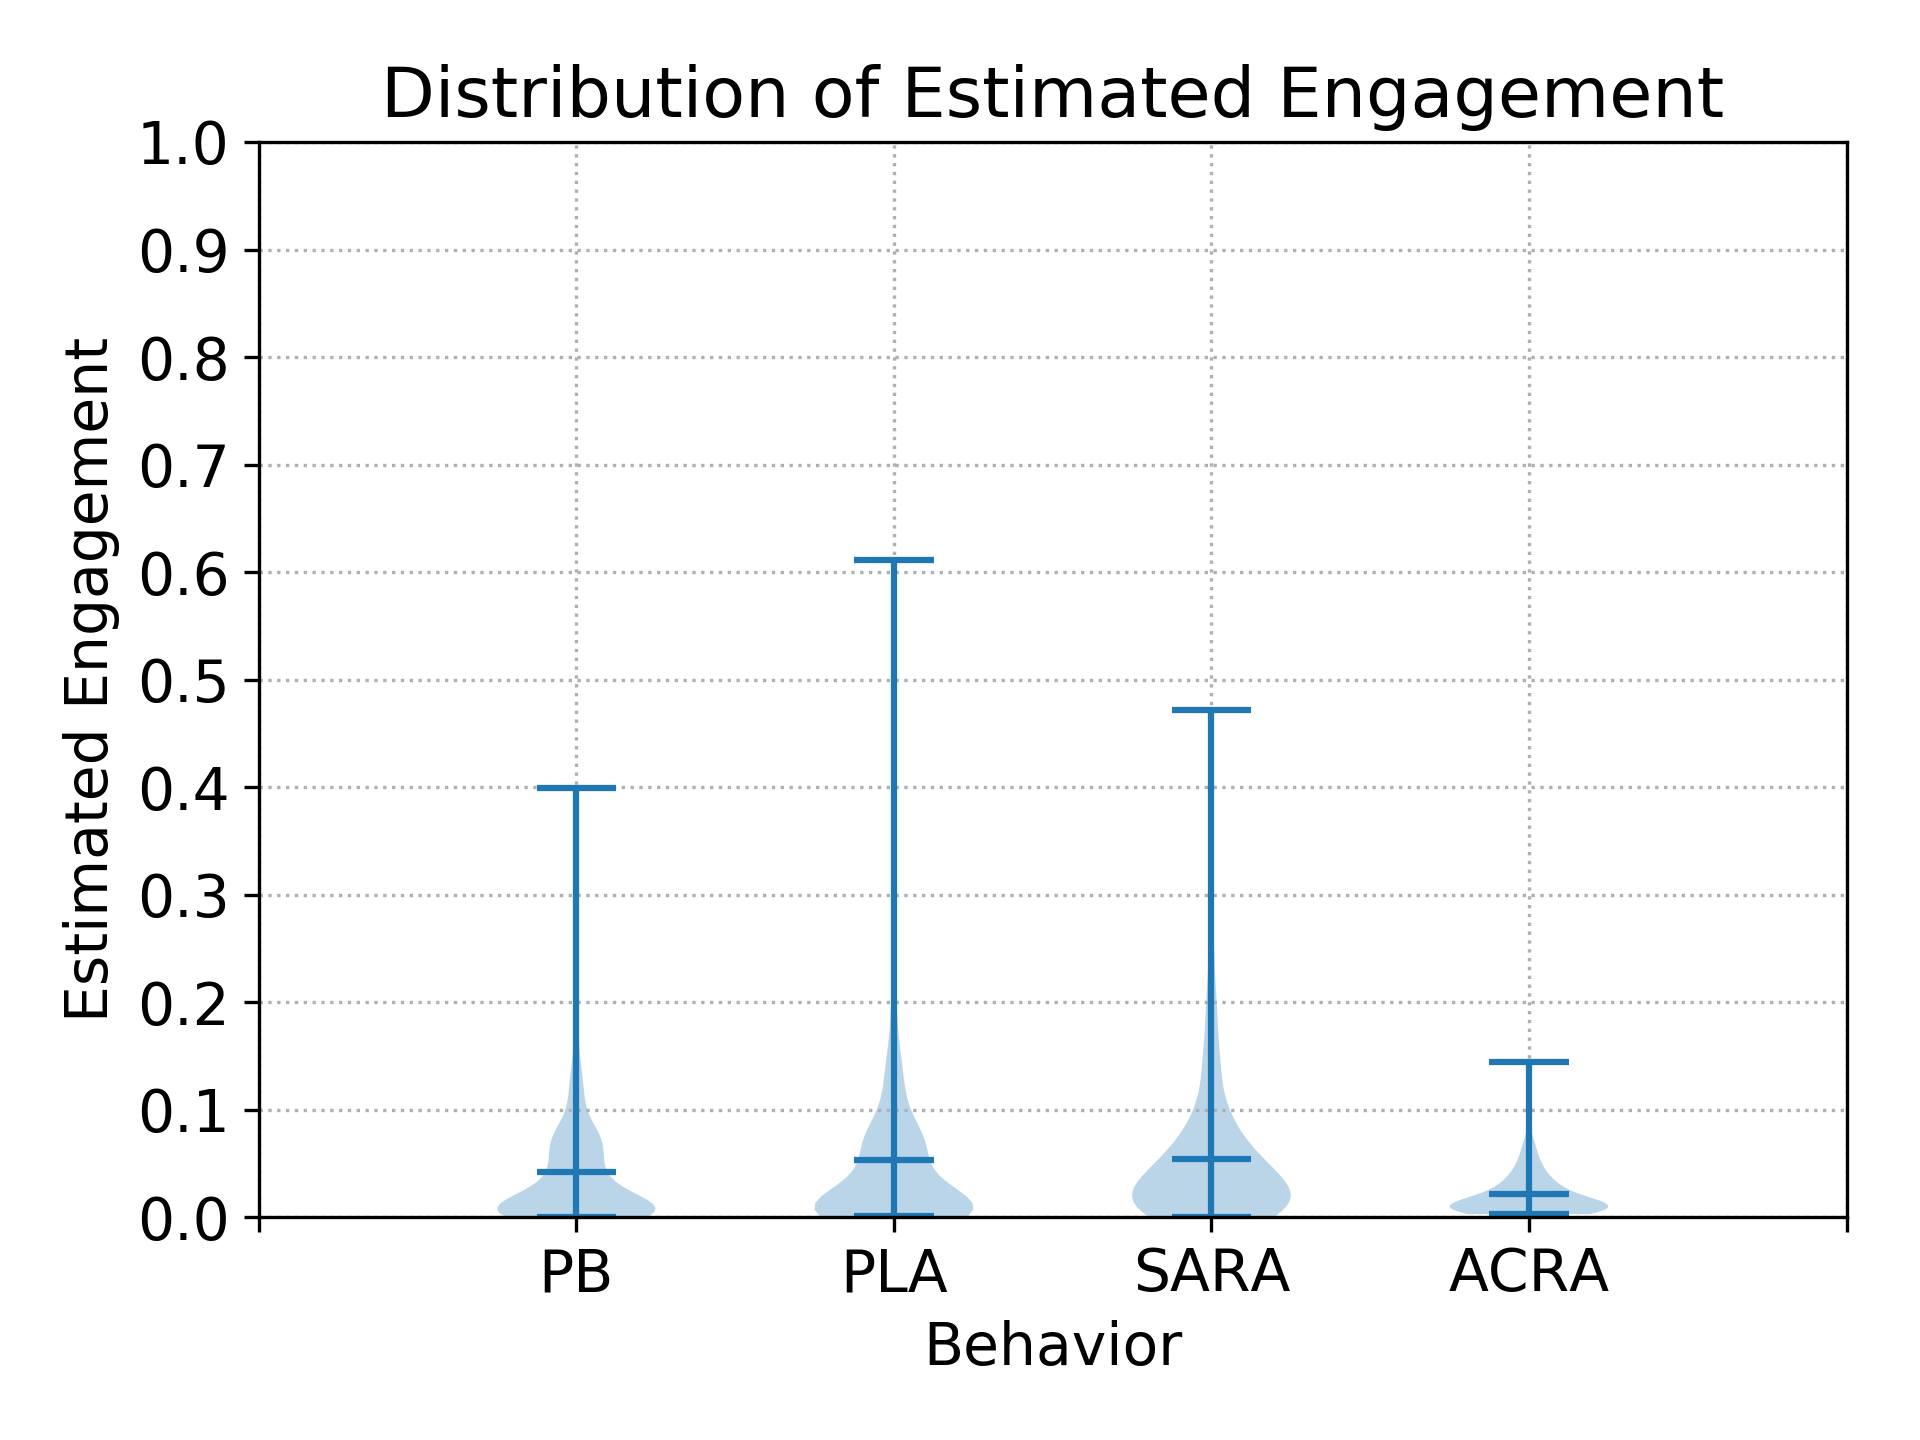 Distribution of Estimated Engagement
1.0
0.9
0.8
0.7
0.6
0.5
0.4
0.3
0.2
0.1
0.0
Estimated Engagement
PB PLA SARA ACRA
Behavior